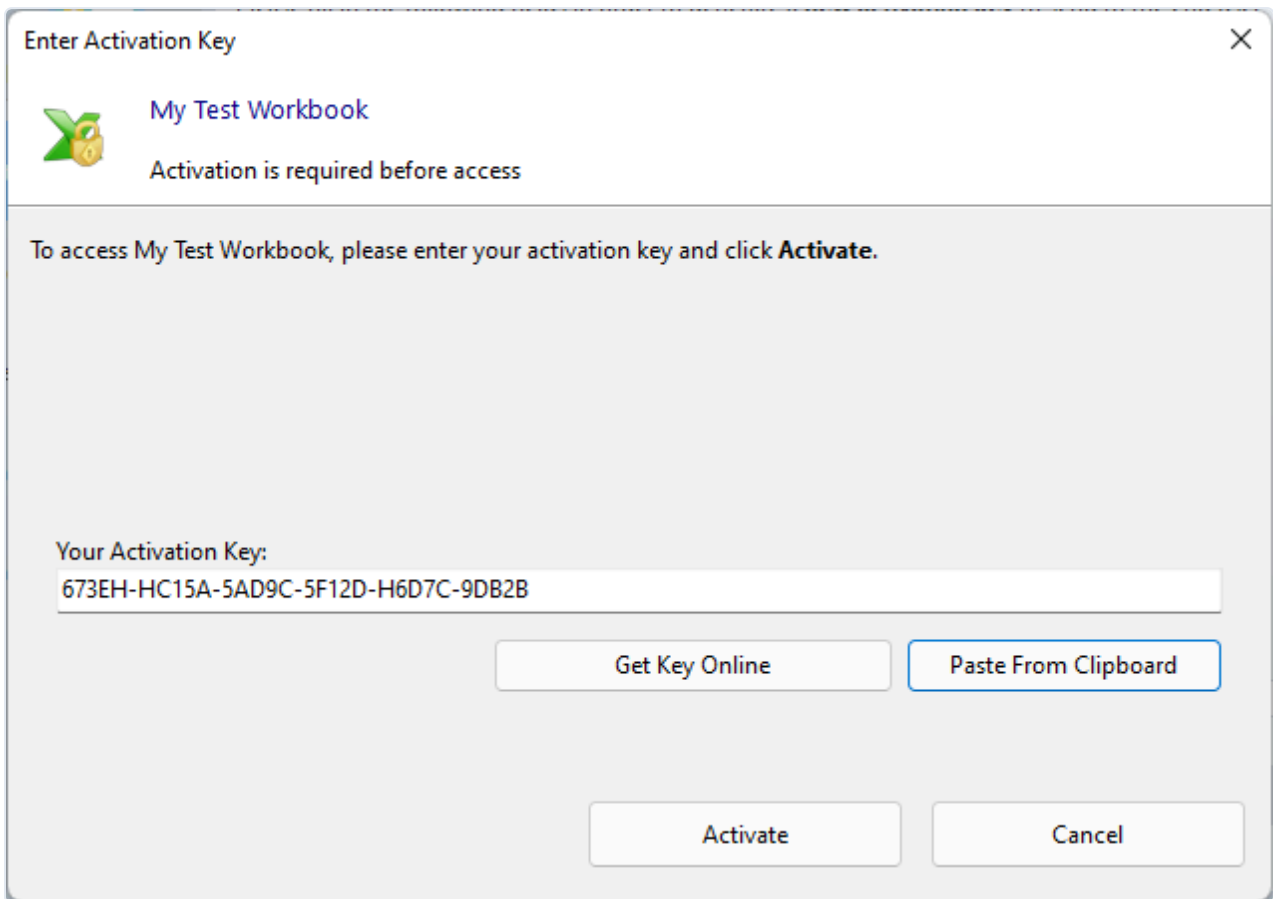 Enter Activation Key
My Test Workbook
Activation is required before access
To access My Test Workbook, please enter your activation key and click Activate.
Your Activation Key:
673EH-HC15A-5AD9C-5F12D-H6D7C-9DB2B
Get Key Online
Paste From Clipboard
Activate
Cancel